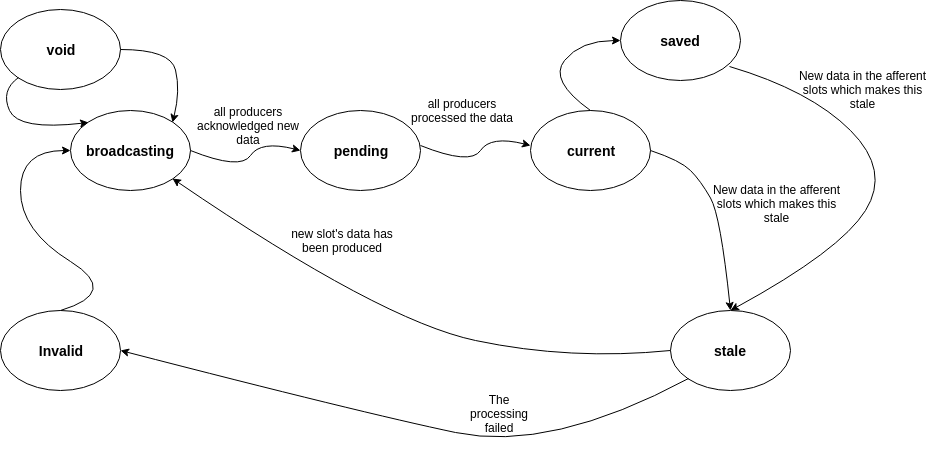 void
saved
New data in the afferent
slots which makes this
stale
all producers
acknowledged new
data
all producers
processed the data
broadcasting
pending
current
New data in the afferent
slots which makes this
stale
new slot's data has
been produced
Invalid
stale
The
processing
failed